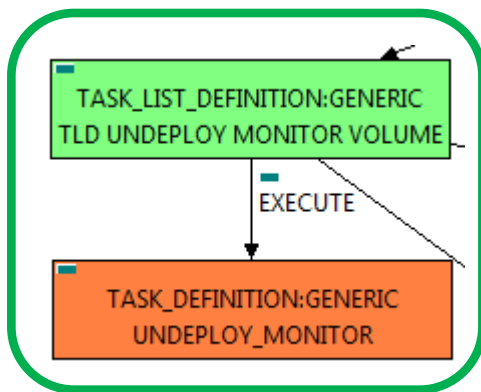 TASK_LIST_DEFINITION:GENERIC
TLD UNDEPLOY MONITOR VOLUME
EXECUTE
TASK_DEFINITION:GENERIC
UNDEPLOY_MONITOR